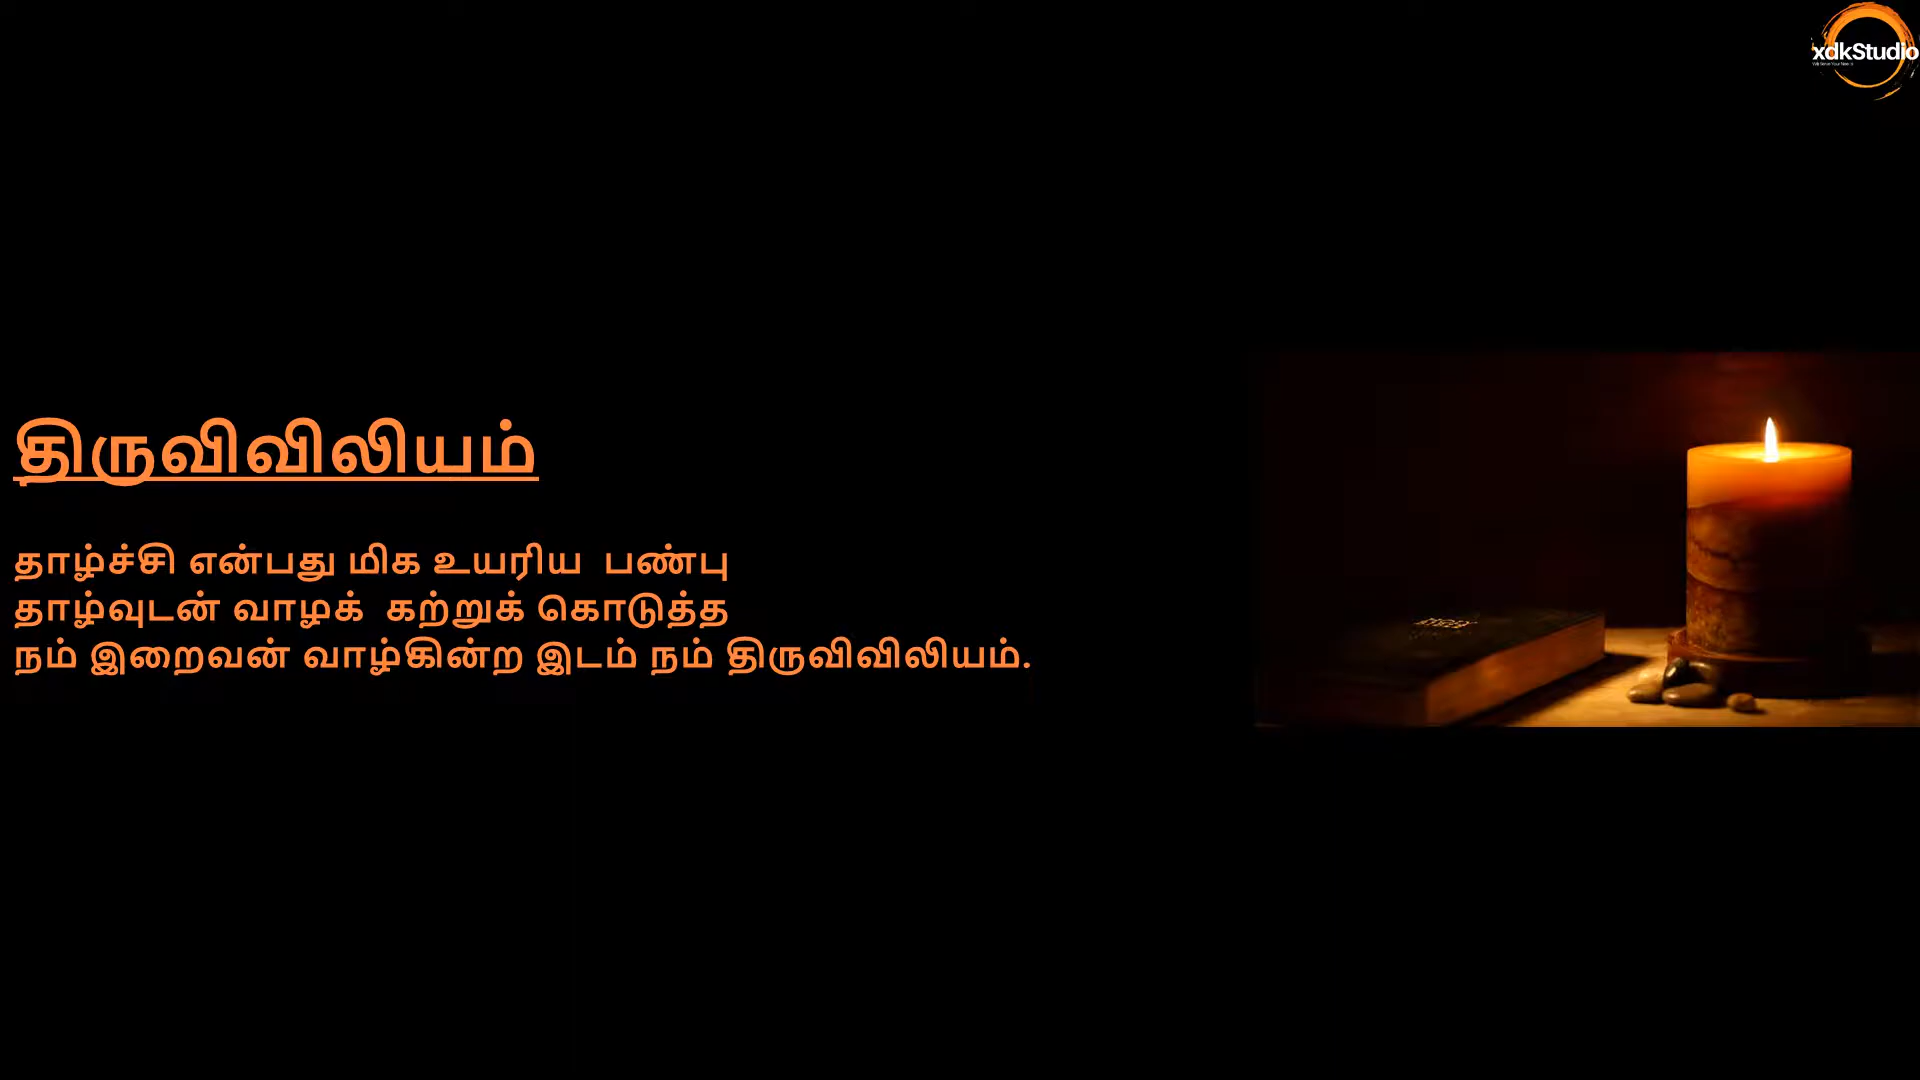 xdkStudio
திருவிவிலியம்
தாழ்ச்சி என்பது மிக உயரிய பண்பு
தாழ்வுடன் வாழக் கற்றுக் கொடுத்த
நம் இறைவன் வாழ்கின்ற இடம் நம் திருவிவிலியம்.